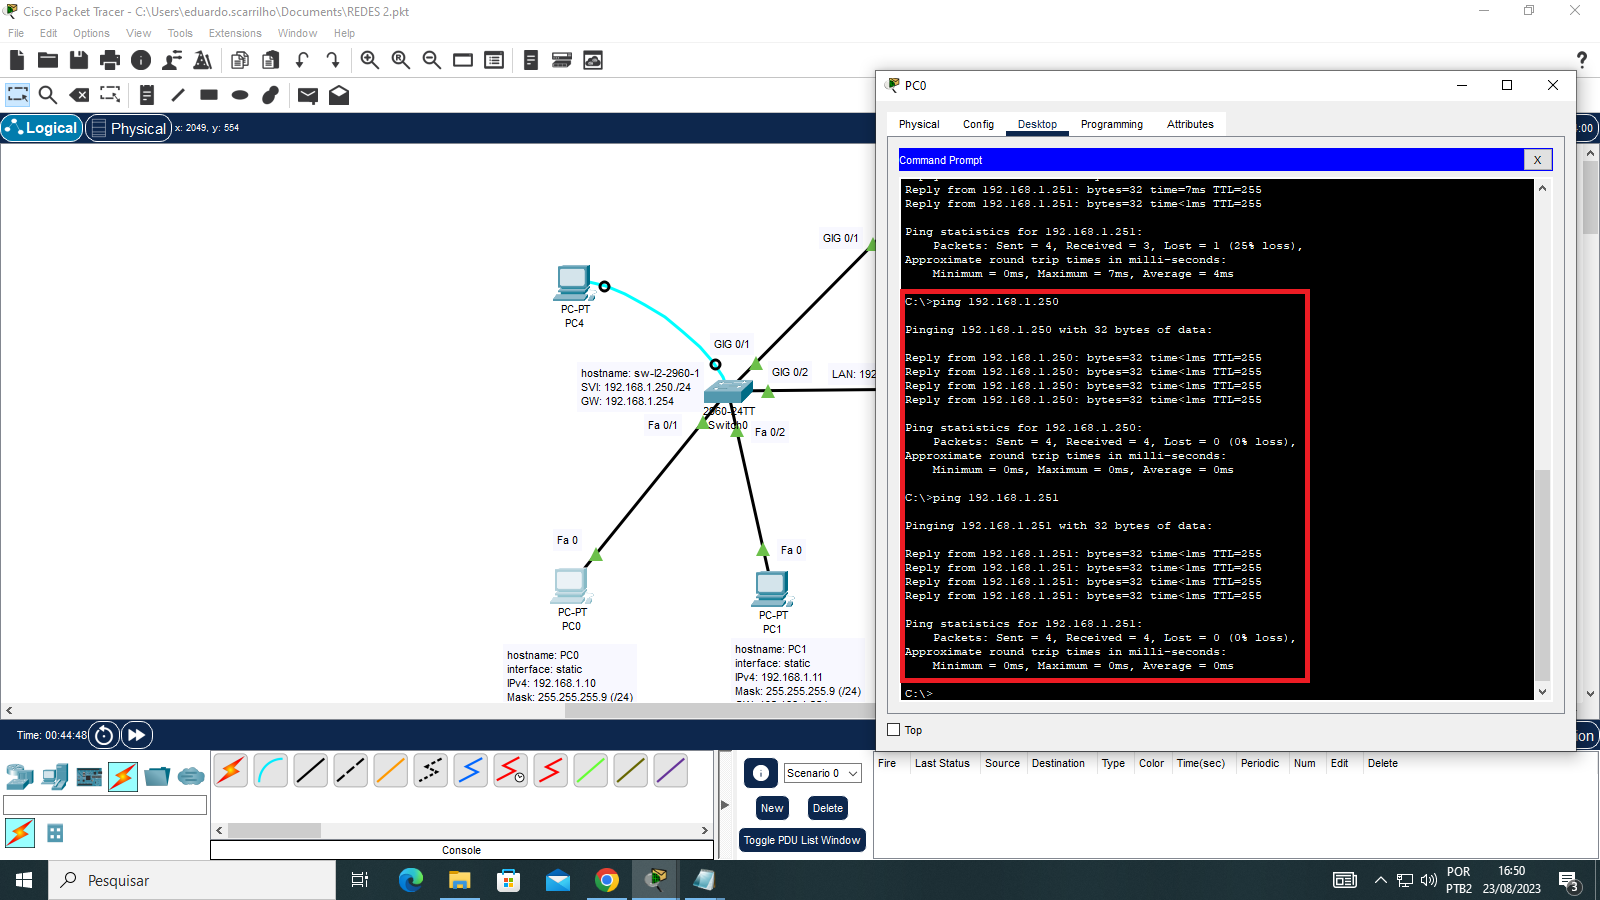 Cisco Packet Tracer - C:\Users\eduardo.scarrilho\Documents\REDES 2.pkt
File Edit Options View Tools Extensions Window Help
Logical Physical x: 2049, y: 554
:00
GIG 0/1
PC-PT
PC4
GIG 0/1
GIG 0/2
hostname: sw-l2-2960-1
SVI: 192.168.1.250./24
GW: 192.168.1.254
LAN: 192
2960-24TT
Switch0
Fa 0/1
Fa 0/2
Fa 0
Fa 0
PC-PT
PC0
PC-PT
PC1
hostname: PC0
interface: static
IPv4: 192.168.1.10
Mask: 255.255.255.9 (/24)
hostname: PC1
interface: static
IPv4: 192.168.1.11
Mask: 255.255.255.9 (/24)
PC0
Physical Config Desktop Programming Attributes
Command Prompt X
Reply from 192.168.1.251: bytes=32 time=7ms TTL=255
Reply from 192.168.1.251: bytes=32 time<1ms TTL=255
Ping statistics for 192.168.1.251:
Packets: Sent = 4, Received = 3, Lost = 1 (25% loss),
Approximate round trip times in milli-seconds:
Minimum = 0ms, Maximum = 7ms, Average = 4ms
C:\>ping 192.168.1.250
Pinging 192.168.1.250 with 32 bytes of data:
Reply from 192.168.1.250: bytes=32 time<1ms TTL=255
Reply from 192.168.1.250: bytes=32 time<1ms TTL=255
Reply from 192.168.1.250: bytes=32 time<1ms TTL=255
Reply from 192.168.1.250: bytes=32 time<1ms TTL=255
Ping statistics for 192.168.1.250:
Packets: Sent = 4, Received = 4, Lost = 0 (0% loss),
Approximate round trip times in milli-seconds:
Minimum = 0ms, Maximum = 0ms, Average = 0ms
C:\>ping 192.168.1.251
Pinging 192.168.1.251 with 32 bytes of data:
Reply from 192.168.1.251: bytes=32 time<1ms TTL=255
Reply from 192.168.1.251: bytes=32 time<1ms TTL=255
Reply from 192.168.1.251: bytes=32 time<1ms TTL=255
Reply from 192.168.1.251: bytes=32 time<1ms TTL=255
Ping statistics for 192.168.1.251:
Packets: Sent = 4, Received = 4, Lost = 0 (0% loss),
Approximate round trip times in milli-seconds:
Minimum = 0ms, Maximum = 0ms, Average = 0ms
C:\>
Top
Time: 00:44:48
ion
Scenario 0
New Delete
Toggle PDU List Window
Fire Last Status Source Destination Type Color Time(sec) Periodic Num Edit Delete
Console
Pesquisar
POR
PTB2
16:50
23/08/2023
3